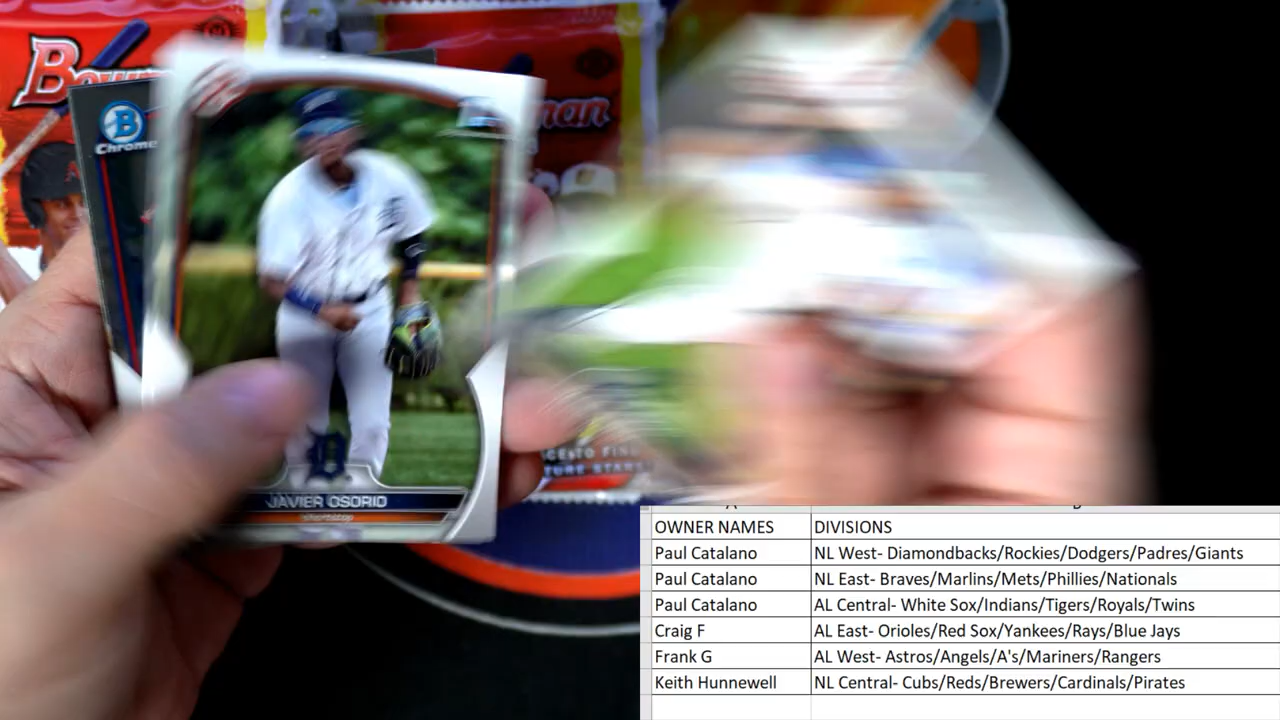 Bowman
Chrome
JAVIER OSORIO
shortstop
OWNER NAMES DIVISIONS
Paul Catalano NL West- Diamondbacks/Rockies/Dodgers/Padres/Giants
Paul Catalano NL East- Braves/Marlins/Mets/Phillies/Nationals
Paul Catalano AL Central- White Sox/Indians/Tigers/Royals/Twins
Craig F AL East- Orioles/Red Sox/Yankees/Rays/Blue Jays
Frank G AL West- Astros/Angels/A's/Mariners/Rangers
Keith Hunnewell NL Central- Cubs/Reds/Brewers/Cardinals/Pirates